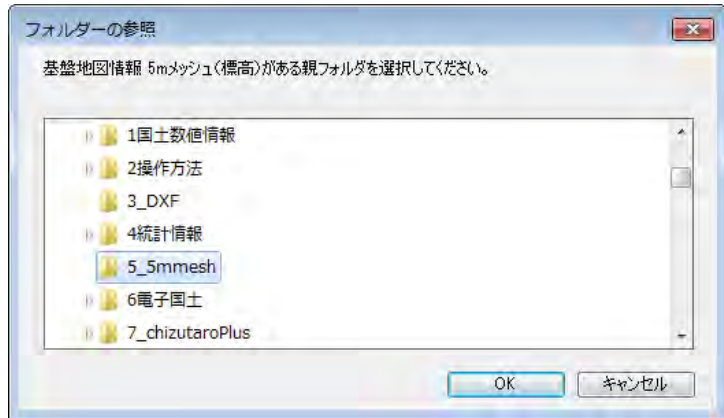 フォルダーの参照
基盤地図情報 5mメッシュ(標高)がある親フォルダを選択してください。
1国土数値情報
2操作方法
3_DXF
4統計情報
5_5mmesh
6電子国土
7_chizutaroPlus
OK
キャンセル